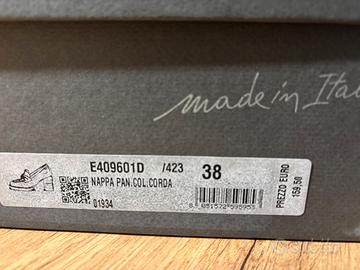 made in Ital
E409601D /423 38
NAPPA PAN.COL.CORDA
01934
PREZZO EURO
159,50